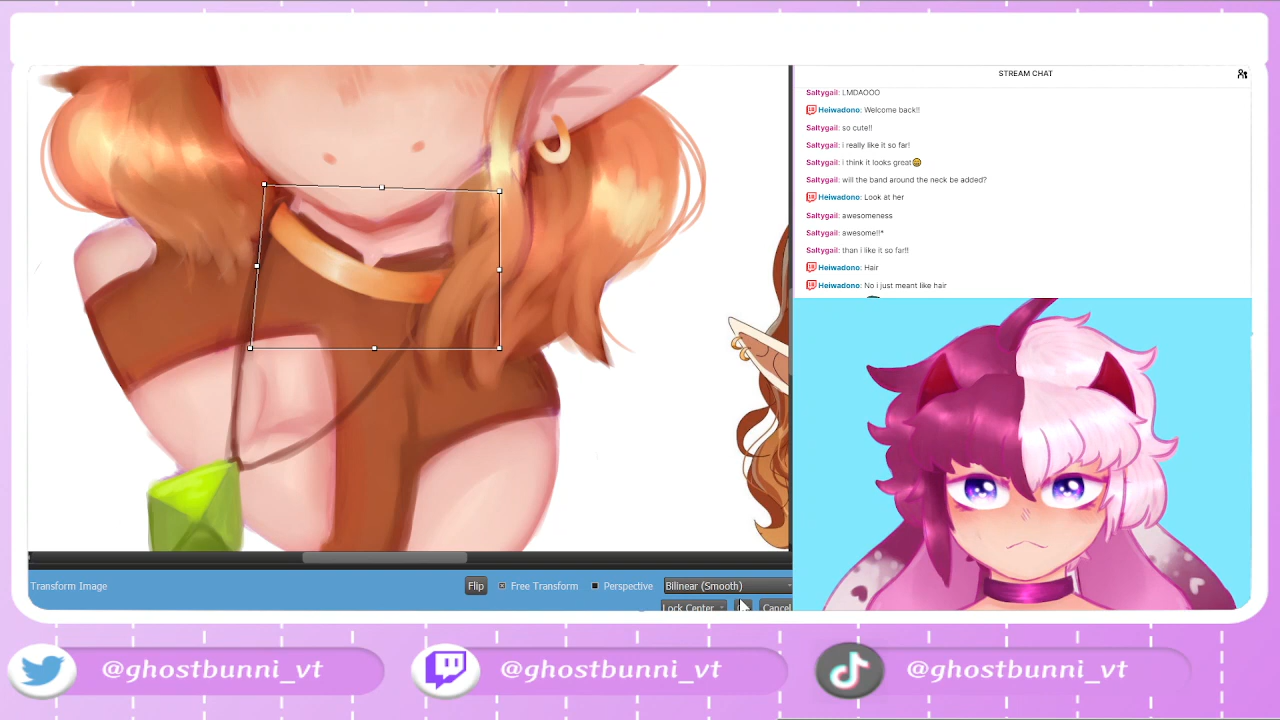 STREAM CHAT
Saltygail: LMDAOOO
Heiwadono: Welcome back!!
Saltygail: so cute!!
Saltygail: i really like it so far!
Saltygail: i think it looks great
Saltygail: will the band around the neck be added?
Heiwadono: Look at her
Saltygail: awesomeness
Saltygail: awesome!!*
Saltygail: than i like it so far!!
Heiwadono: Hair
Heiwadono: No i just meant like hair
Transform Image
Flip
Free Transform
Perspective
Bilinear (Smooth)
Lock Center
Cancel
@ghostbunni_vt
@ghostbunni_vt
@ghostbunni_vt